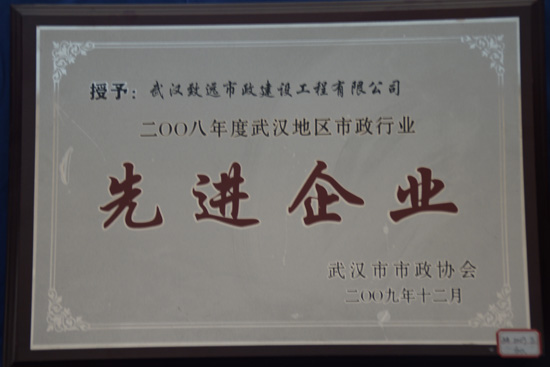 授予：武汉致远市政建设工程有限公司
二〇〇八年度武汉地区市政行业
先进企业
武汉市市政协会
二〇〇九年十二月